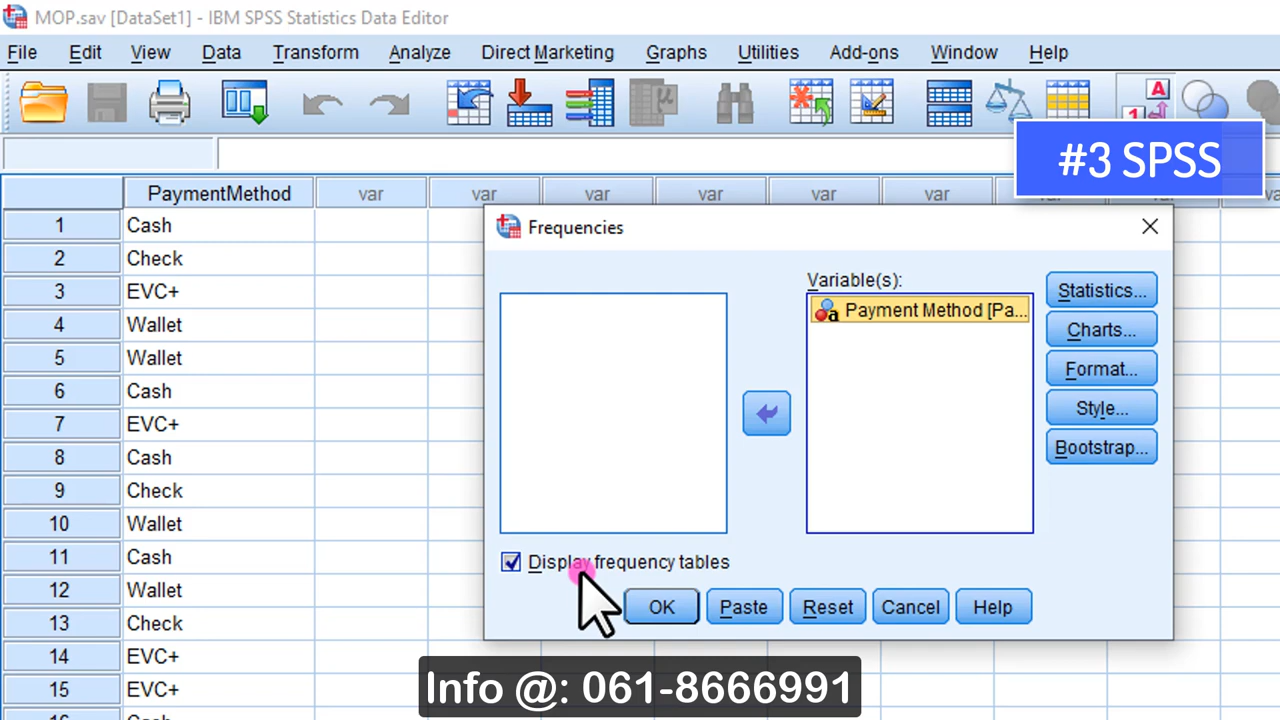 MOP.sav [DataSet1] - IBM SPSS Statistics Data Editor
File Edit View Data Transform Analyze Direct Marketing Graphs Utilities Add-ons Window Help
A
1
#3 SPSS
PaymentMethod var var var var var var
1 Cash
2 Check
3 EVC+
4 Wallet
5 Wallet
6 Cash
7 EVC+
8 Cash
9 Check
10 Wallet
11 Cash
12 Wallet
13 Check
14 EVC+
15 EVC+
16 Cash
Frequencies
Variable(s):
a Payment Method [Pa...
Statistics...
Charts...
Format...
Style...
Bootstrap...
Display frequency tables
OK Paste Reset Cancel Help
Info @: 061-8666991